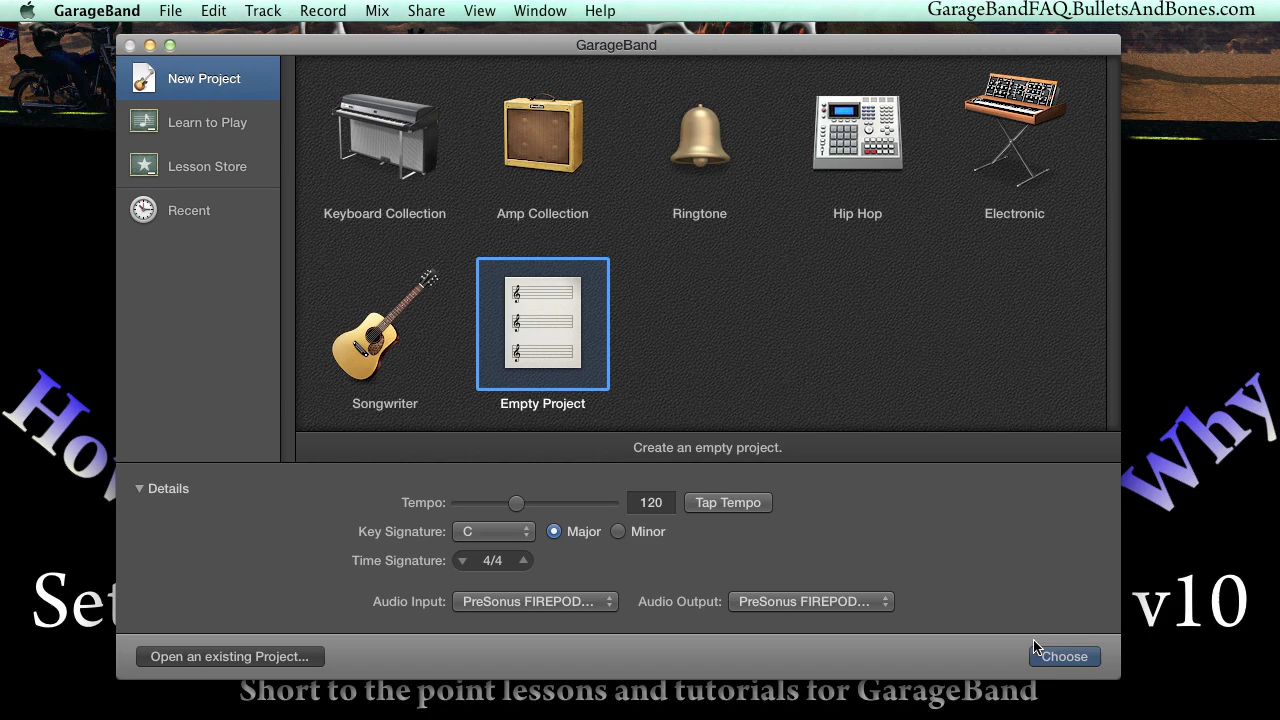 GarageBand File Edit Track Record Mix Share View Window Help GarageBandFAQ.BulletsAndBones.com
GarageBand
New Project
Learn to Play
Lesson Store
Recent
Keyboard Collection Amp Collection Ringtone Hip Hop Electronic
Songwriter Empty Project
Create an empty project.
How
Why
Details
Tempo: 120 Tap Tempo
Key Signature: C Major Minor
Time Signature: 4/4
Audio Input: PreSonus FIREPOD... Audio Output: PreSonus FIREPOD...
Set
v10
Open an existing Project... Choose
Short to the point lessons and tutorials for GarageBand